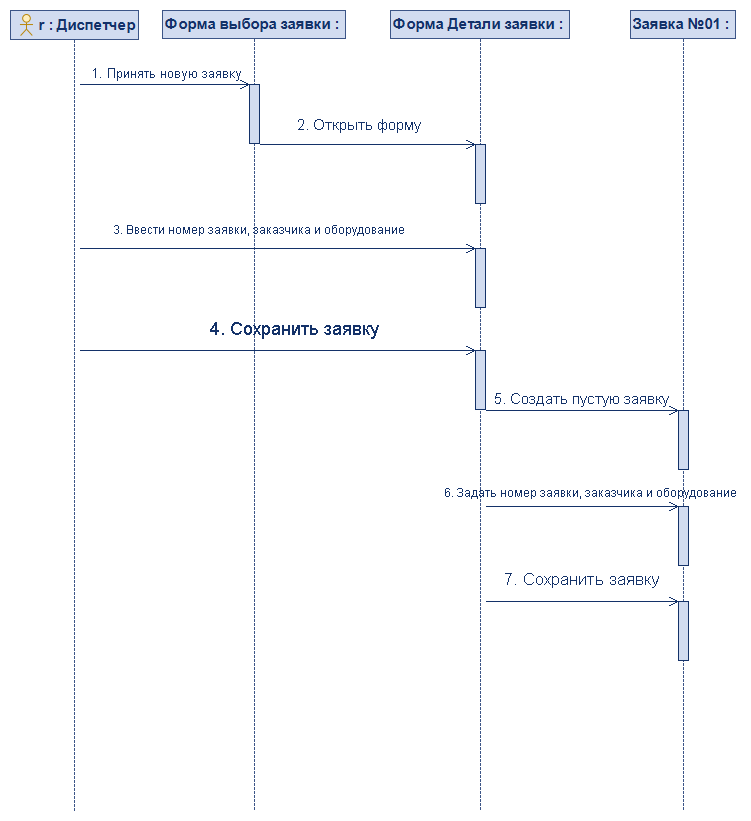 r : Диспетчер
Форма выбора заявки :
Форма Детали заявки :
Заявка №01 :
1. Принять новую заявку
2. Открыть форму
3. Ввести номер заявки, заказчика и оборудование
4. Сохранить заявку
5. Создать пустую заявку
6. Задать номер заявки, заказчика и оборудование
7. Сохранить заявку